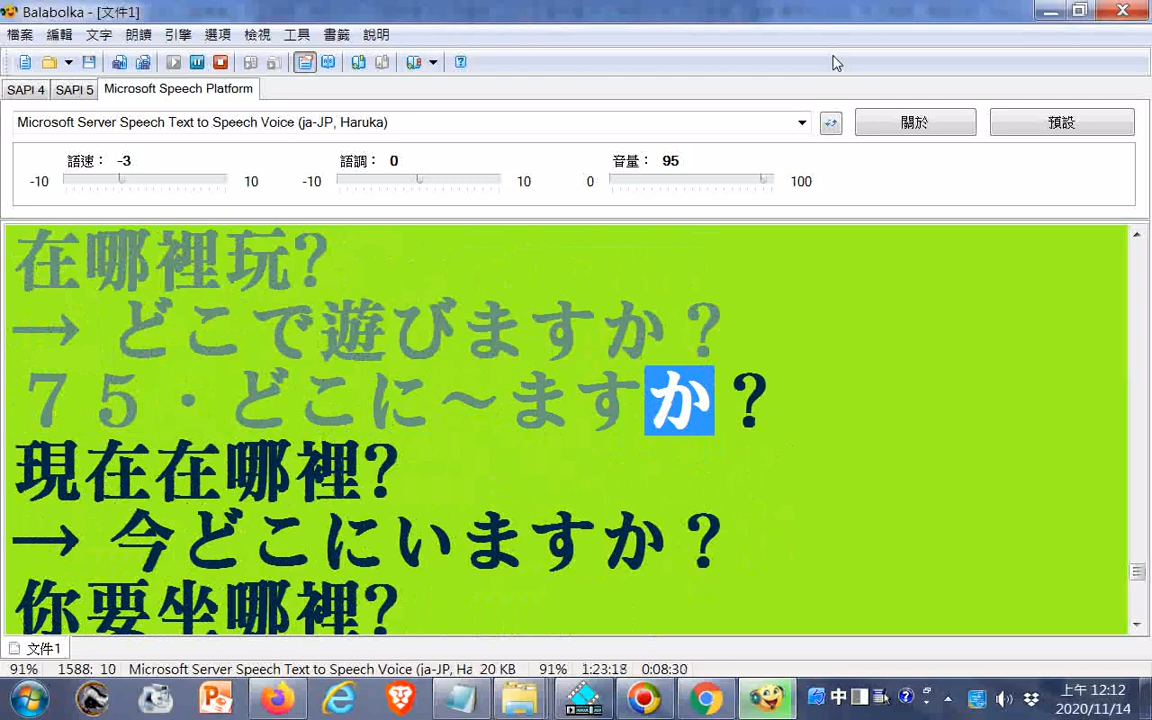 Balabolka - [文件1]
檔案 編輯 文字 朗讀 引擎 選項 檢視 工具 書籤 說明
SAPI 4 SAPI 5 Microsoft Speech Platform
Microsoft Server Speech Text to Speech Voice (ja-JP, Haruka) 關於 預設
語速： -3 語調： 0 音量： 95
-10 10 -10 10 0 100
在哪裡玩?
→ どこで遊びますか？
７５・どこに～ますか？
現在在哪裡?
→ 今どこにいますか？
你要坐哪裡?
文件1
91% 1588: 10 Microsoft Server Speech Text to Speech Voice (ja-JP, Ha 20 KB 91% 1:23:18 0:08:30
中 上午 12:12
2020/11/14